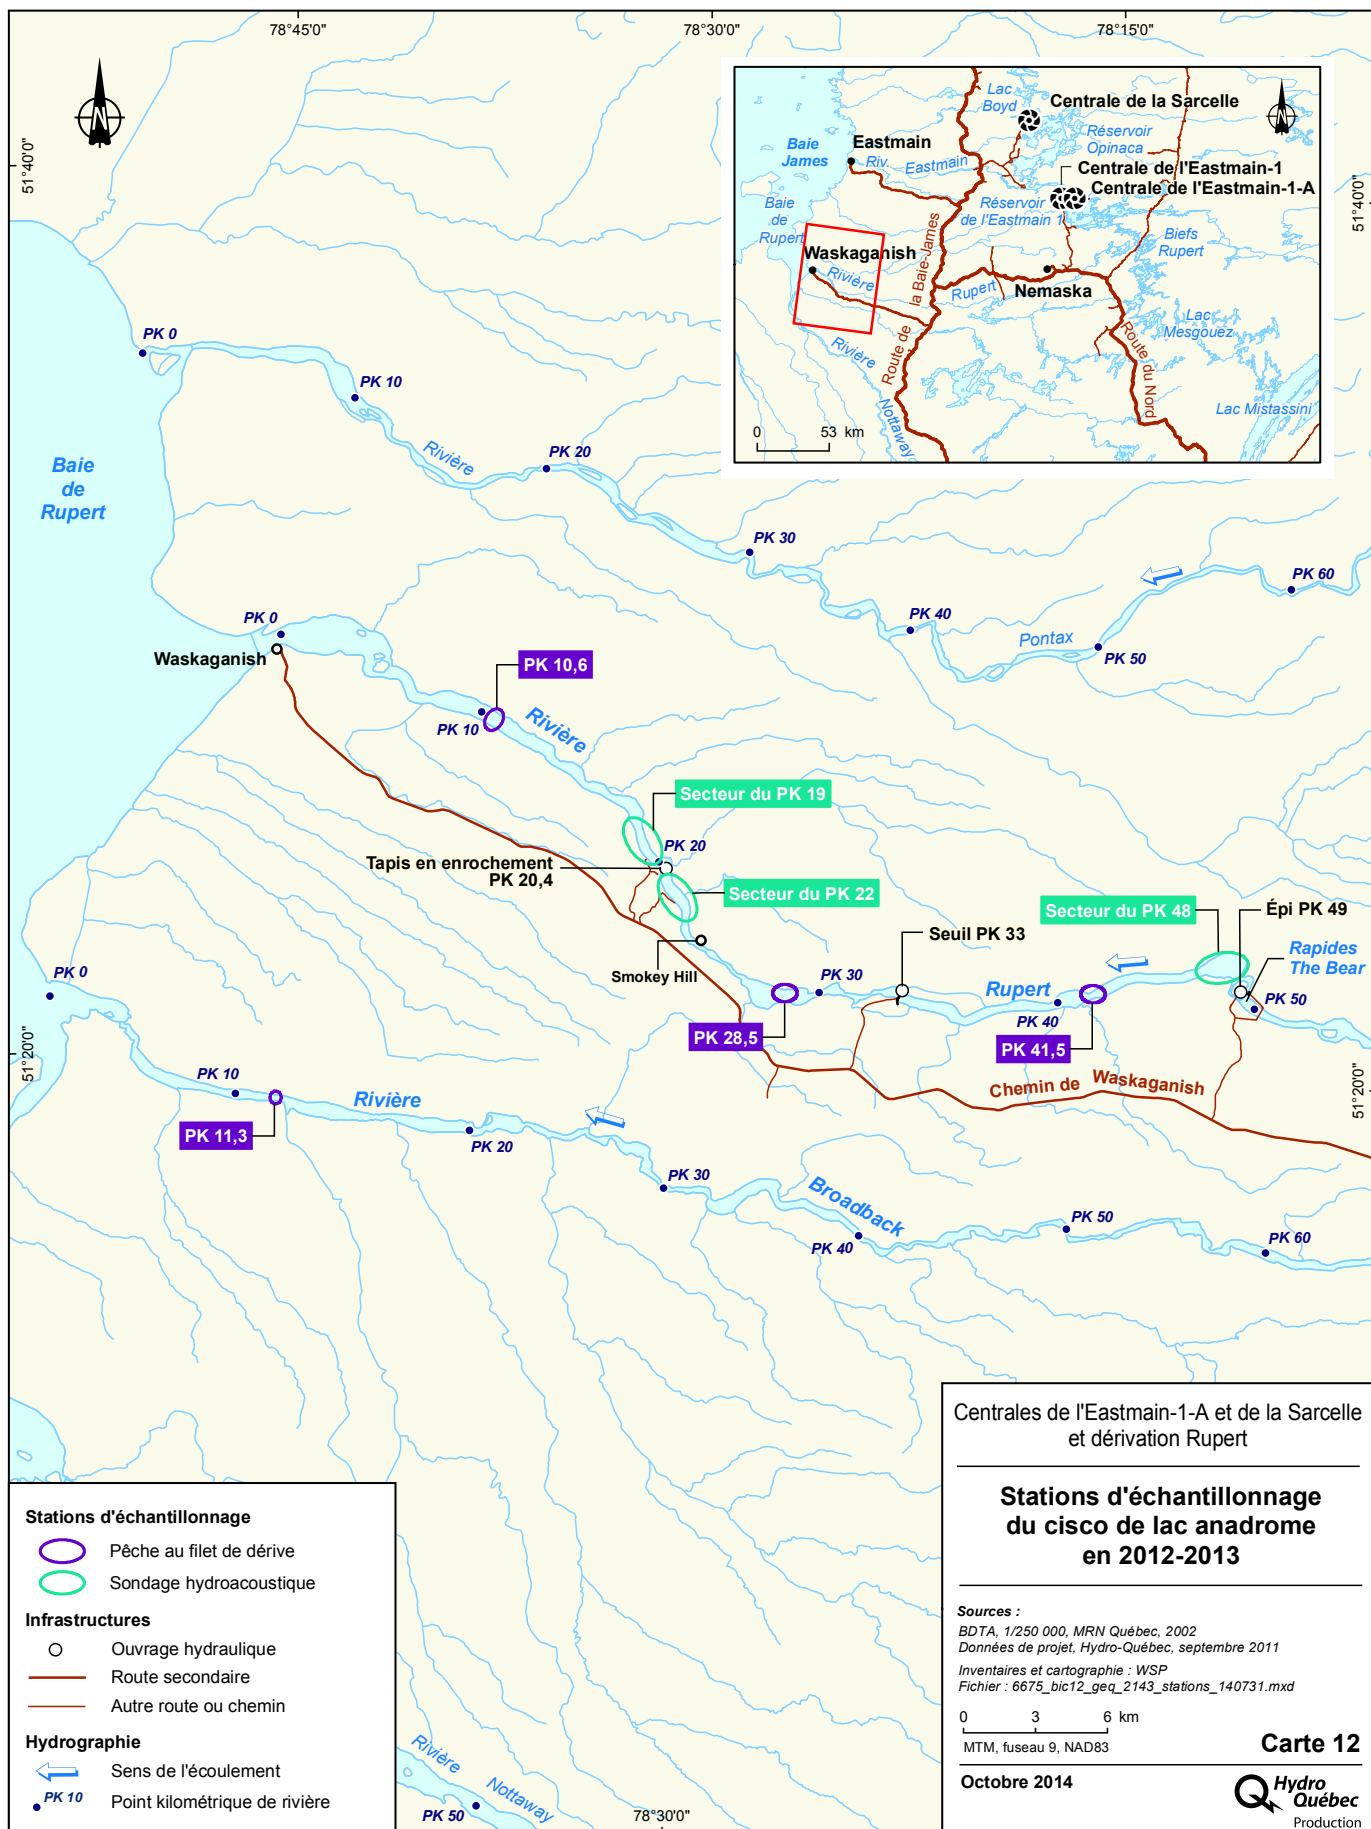 78°45'0"
78°30'0"
78°15'0"
51°40'0"
51°40'0"
Lac
Boyd
Centrale de la Sarcelle
Baie
James
Eastmain
Riv.
Eastmain
Réservoir
Opinaca
Centrale de l'Eastmain-1
Centrale de l'Eastmain-1-A
Réservoir
de l'Eastmain 1
Baie
de
Rupert
Waskaganish
Rivière
Rupert
Nemaska
Biefs
Rupert
Lac
Mesgouez
Route de la Baie-James
Route du Nord
Rivière
Nottaway
Lac Mistassini
0 53 km
PK 0
PK 10
Rivière
PK 20
PK 30
PK 40
Pontax
PK 50
PK 60
Baie
de
Rupert
PK 0
Waskaganish
PK 10,6
PK 10
Rivière
Secteur du PK 19
PK 20
Tapis en enrochement
PK 20,4
Secteur du PK 22
Secteur du PK 48
Épi PK 49
Seuil PK 33
Rapides
The Bear
Smokey Hill
PK 30
Rupert
PK 40
PK 50
PK 28,5
PK 41,5
Chemin de Waskaganish
PK 0
51°20'0"
51°20'0"
PK 10
Rivière
PK 11,3
PK 20
PK 30
Broadback
PK 40
PK 50
PK 60
Stations d'échantillonnage
Pêche au filet de dérive
Sondage hydroacoustique
Infrastructures
Ouvrage hydraulique
Route secondaire
Autre route ou chemin
Hydrographie
Sens de l'écoulement
PK 10 Point kilométrique de rivière
Rivière
Nottaway
PK 50
78°30'0"
Centrales de l'Eastmain-1-A et de la Sarcelle
et dérivation Rupert
Stations d'échantillonnage
du cisco de lac anadrome
en 2012-2013
Sources :
BDTA, 1/250 000, MRN Québec, 2002
Données de projet, Hydro-Québec, septembre 2011
Inventaires et cartographie : WSP
Fichier : 6675_bic12_geq_2143_stations_140731.mxd
0 3 6 km
MTM, fuseau 9, NAD83
Carte 12
Octobre 2014
Hydro
Québec
Production